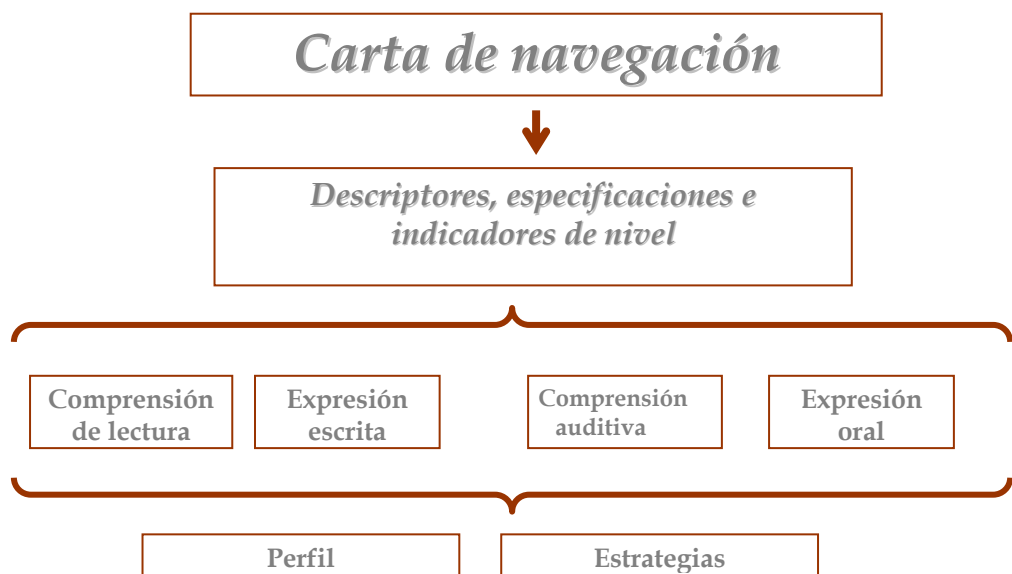 Carta de navegación
Descriptores, especificaciones e
indicadores de nivel
Comprensión
de lectura
Expresión
escrita
Comprensión
auditiva
Expresión
oral
Perfil
Estrategias